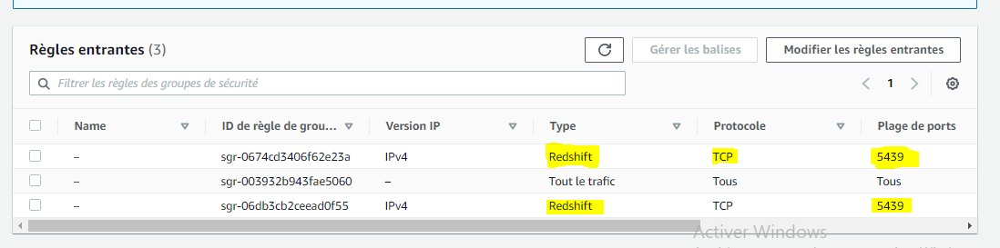 Règles entrantes (3)
Gérer les balises
Modifier les règles entrantes
Filtrer les règles des groupes de sécurité
1
Name ID de règle de grou... Version IP Type Protocole Plage de ports
– sgr-0674cd3406f62e23a IPv4 Redshift TCP 5439
– sgr-003932b943fae5060 – Tout le trafic Tous Tous
– sgr-06db3cb2ceead0f55 IPv4 Redshift TCP 5439
Activer Windows